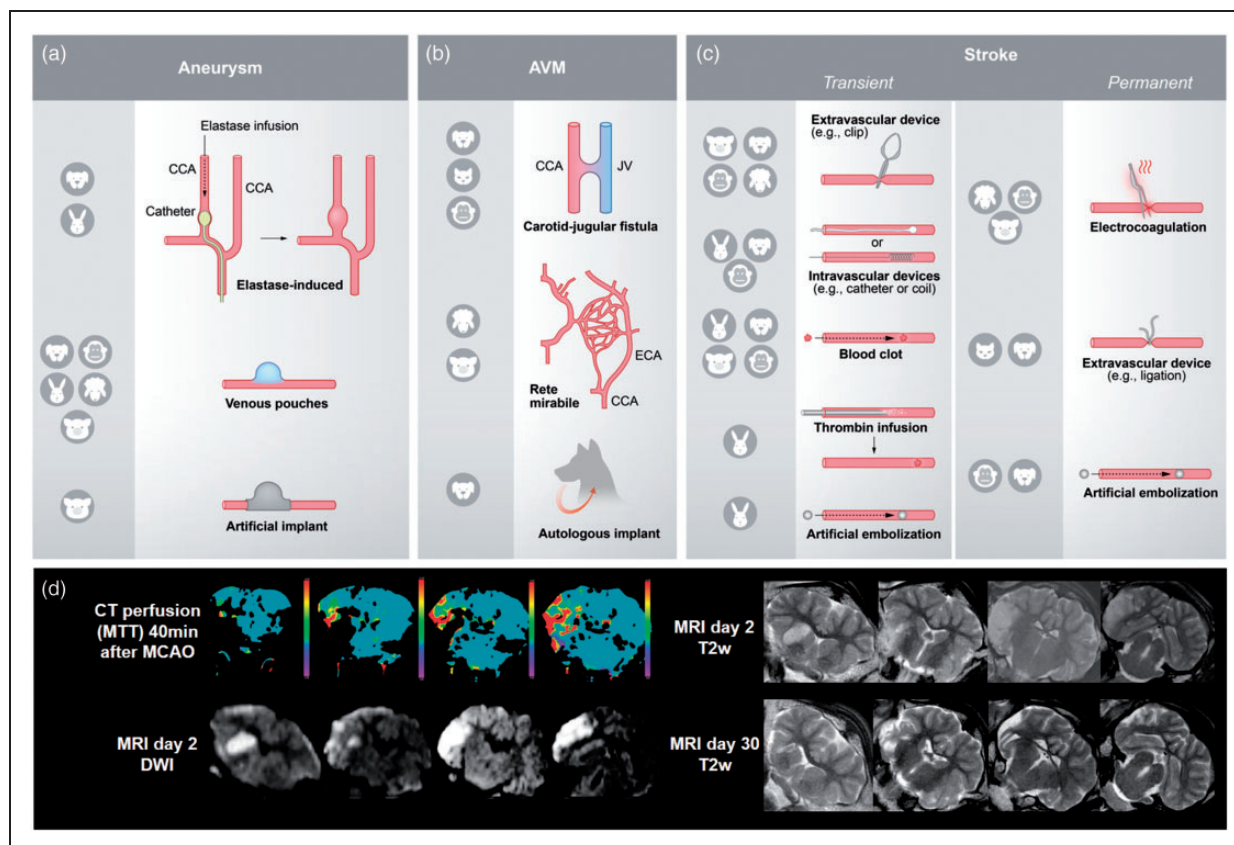 (a)
Aneurysm
Elastase infusion
CCA
CCA
Catheter
Elastase-induced
Venous pouches
Artificial implant
(b)
AVM
CCA
JV
Carotid-jugular fistula
ECA
Rete
mirabile
CCA
Autologous implant
(c)
Stroke
Transient
Permanent
Extravascular device
(e.g., clip)
or
Intravascular devices
(e.g., catheter or coil)
Blood clot
Thrombin infusion
Artificial embolization
Electrocoagulation
Extravascular device
(e.g., ligation)
Artificial embolization
(d)
CT perfusion
(MTT) 40min
after MCAO
MRI day 2
DWI
MRI day 2
T2w
MRI day 30
T2w